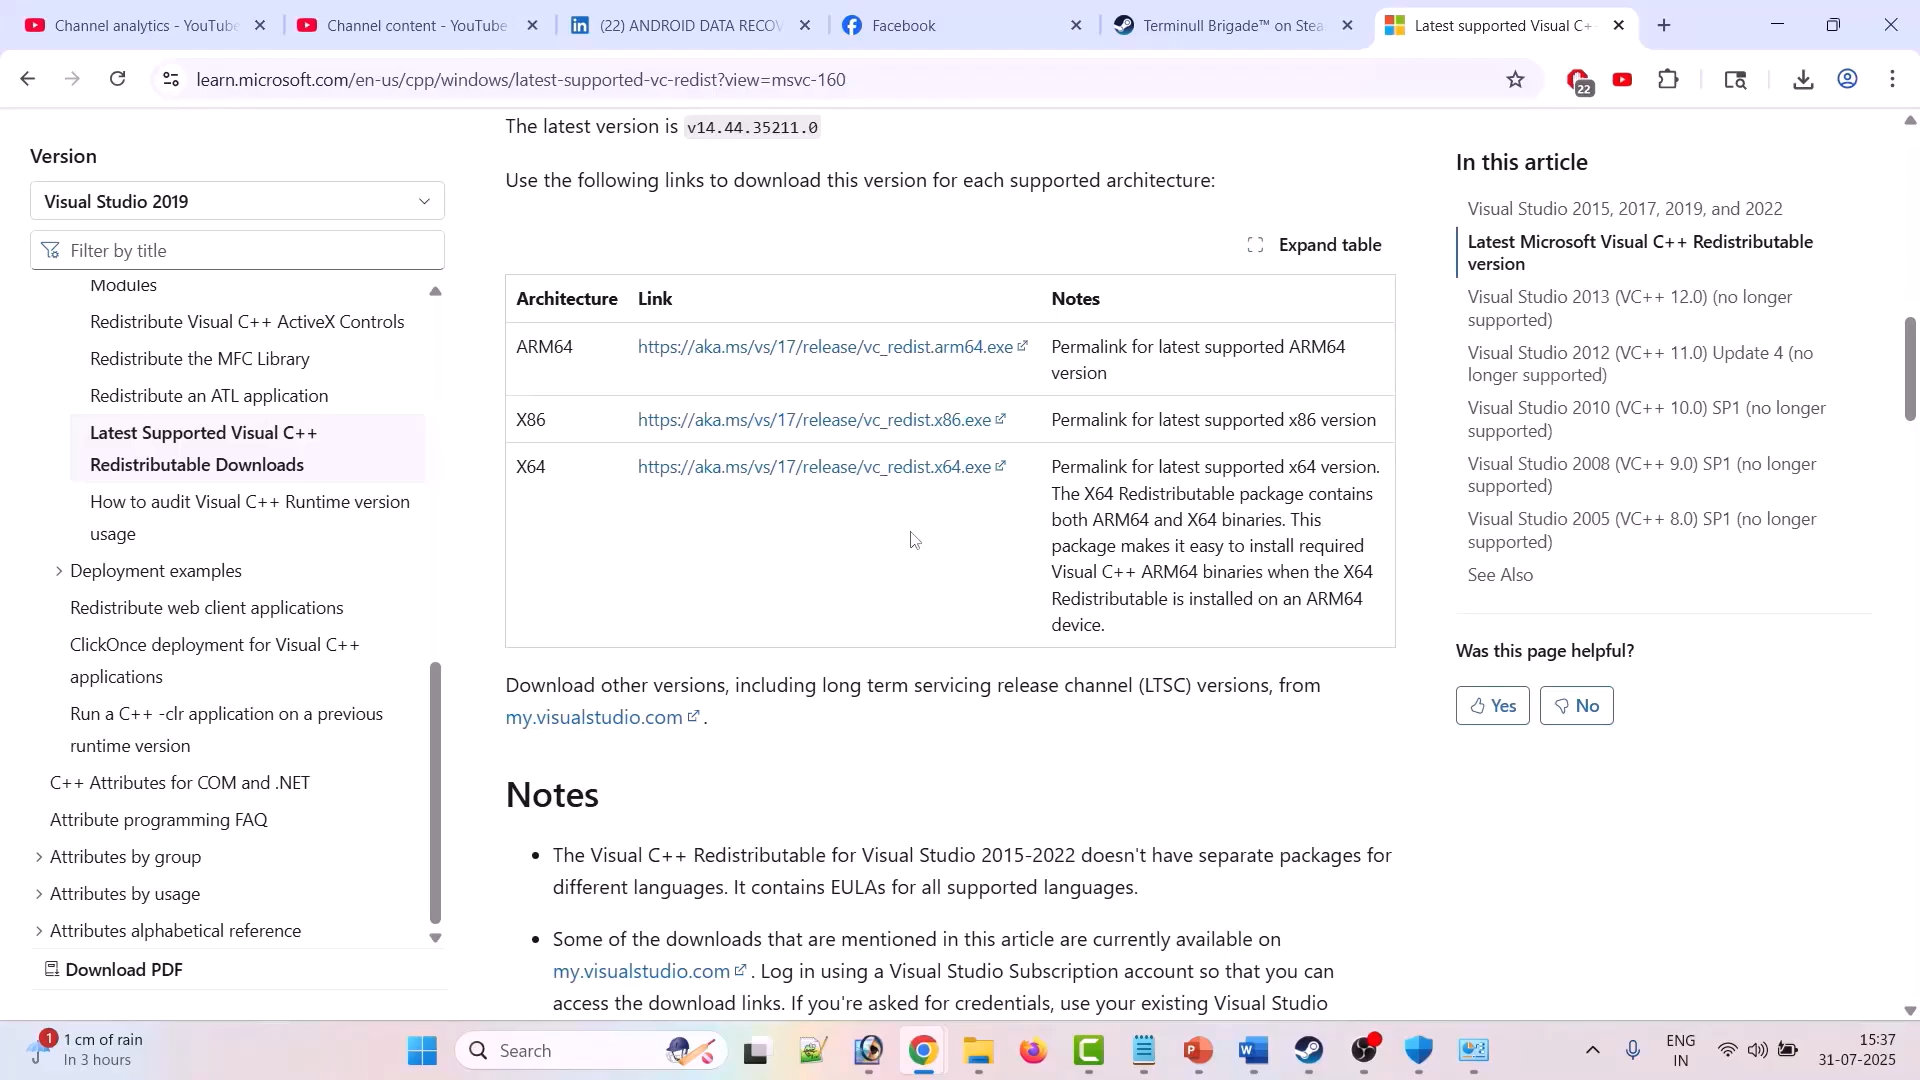 Channel analytics - YouTube
Channel content - YouTube
(22) ANDROID DATA RECOV
Facebook
Terminull Brigade™ on Stea
Latest supported Visual C+
learn.microsoft.com/en-us/cpp/windows/latest-supported-vc-redist?view=msvc-160
22
Version
Visual Studio 2019
Filter by title
Modules
Redistribute Visual C++ ActiveX Controls
Redistribute the MFC Library
Redistribute an ATL application
Latest Supported Visual C++
Redistributable Downloads
How to audit Visual C++ Runtime version
usage
Deployment examples
Redistribute web client applications
ClickOnce deployment for Visual C++
applications
Run a C++ -clr application on a previous
runtime version
C++ Attributes for COM and .NET
Attribute programming FAQ
Attributes by group
Attributes by usage
Attributes alphabetical reference
Download PDF
The latest version is v14.44.35211.0
Use the following links to download this version for each supported architecture:
Expand table
Architecture Link Notes
ARM64 https://aka.ms/vs/17/release/vc_redist.arm64.exe Permalink for latest supported ARM64
version
X86 https://aka.ms/vs/17/release/vc_redist.x86.exe Permalink for latest supported x86 version
X64 https://aka.ms/vs/17/release/vc_redist.x64.exe Permalink for latest supported x64 version.
The X64 Redistributable package contains
both ARM64 and X64 binaries. This
package makes it easy to install required
Visual C++ ARM64 binaries when the X64
Redistributable is installed on an ARM64
device.
Download other versions, including long term servicing release channel (LTSC) versions, from
my.visualstudio.com .
Notes
• The Visual C++ Redistributable for Visual Studio 2015-2022 doesn't have separate packages for
different languages. It contains EULAs for all supported languages.
• Some of the downloads that are mentioned in this article are currently available on
my.visualstudio.com . Log in using a Visual Studio Subscription account so that you can
access the download links. If you're asked for credentials, use your existing Visual Studio
In this article
Visual Studio 2015, 2017, 2019, and 2022
Latest Microsoft Visual C++ Redistributable
version
Visual Studio 2013 (VC++ 12.0) (no longer
supported)
Visual Studio 2012 (VC++ 11.0) Update 4 (no
longer supported)
Visual Studio 2010 (VC++ 10.0) SP1 (no longer
supported)
Visual Studio 2008 (VC++ 9.0) SP1 (no longer
supported)
Visual Studio 2005 (VC++ 8.0) SP1 (no longer
supported)
See Also
Was this page helpful?
Yes
No
1
1 cm of rain
In 3 hours
Search
ENG
IN
15:37
31-07-2025